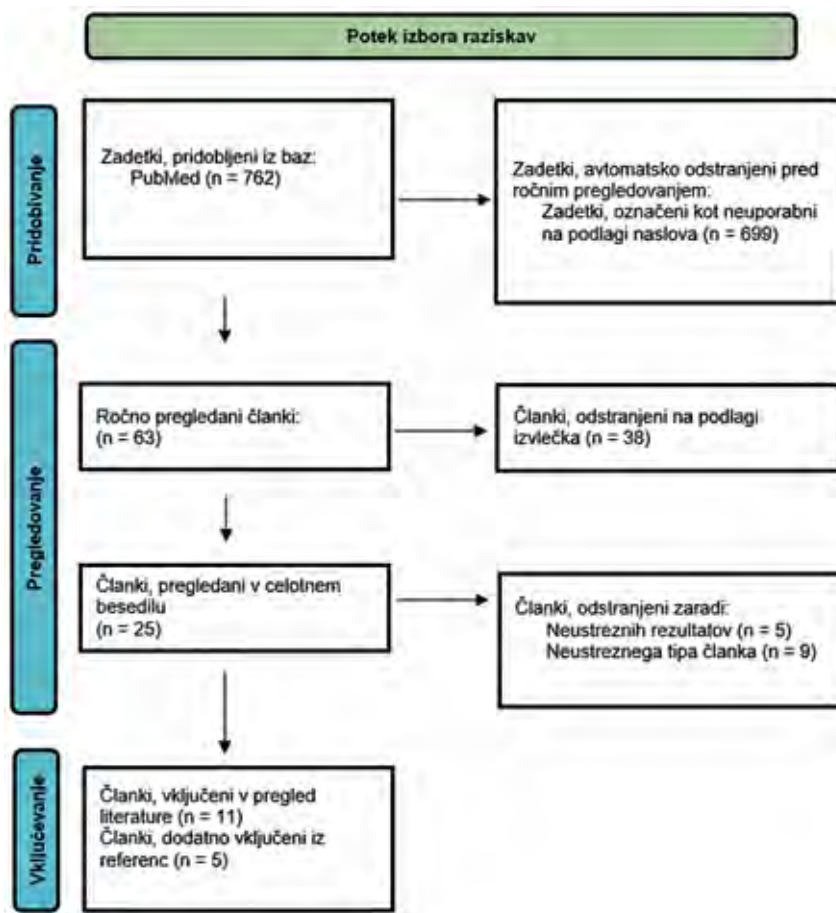 Potek izbora raziskav
Pridobivanje
Zadetki, pridobljeni iz baz:
PubMed (n = 762)
Zadetki, avtomatsko odstranjeni pred
ročnim pregledovanjem:
Zadetki, označeni kot neuporabni
na podlagi naslova (n = 699)
Pregledovanje
Ročno pregledani članki:
(n = 63)
Članki, odstranjeni na podlagi
izvlečka (n = 38)
Članki, pregledani v celotnem
besedilu
(n = 25)
Članki, odstranjeni zaradi:
Neustreznih rezultatov (n = 5)
Neustreznega tipa članka (n = 9)
Vključevanje
Članki, vključeni v pregled
literature (n = 11)
Članki, dodatno vključeni iz
referenc (n = 5)